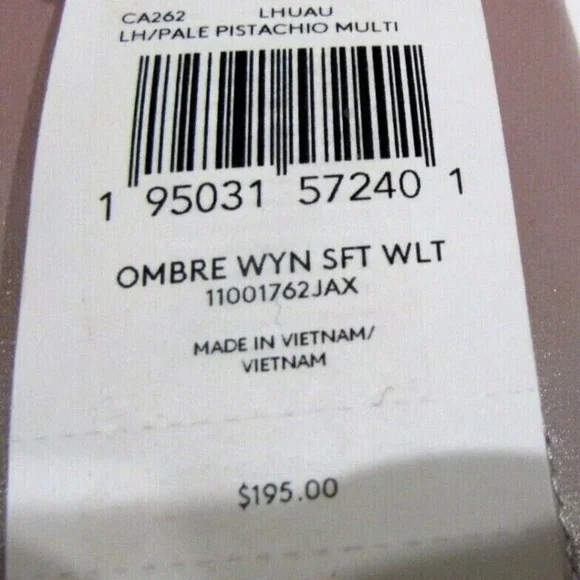 CA262 LHUAU
LH/PALE PISTACHIO MULTI
1 95031 57240 1
OMBRE WYN SFT WLT
11001762JAX
MADE IN VIETNAM/
VIETNAM
$195.00